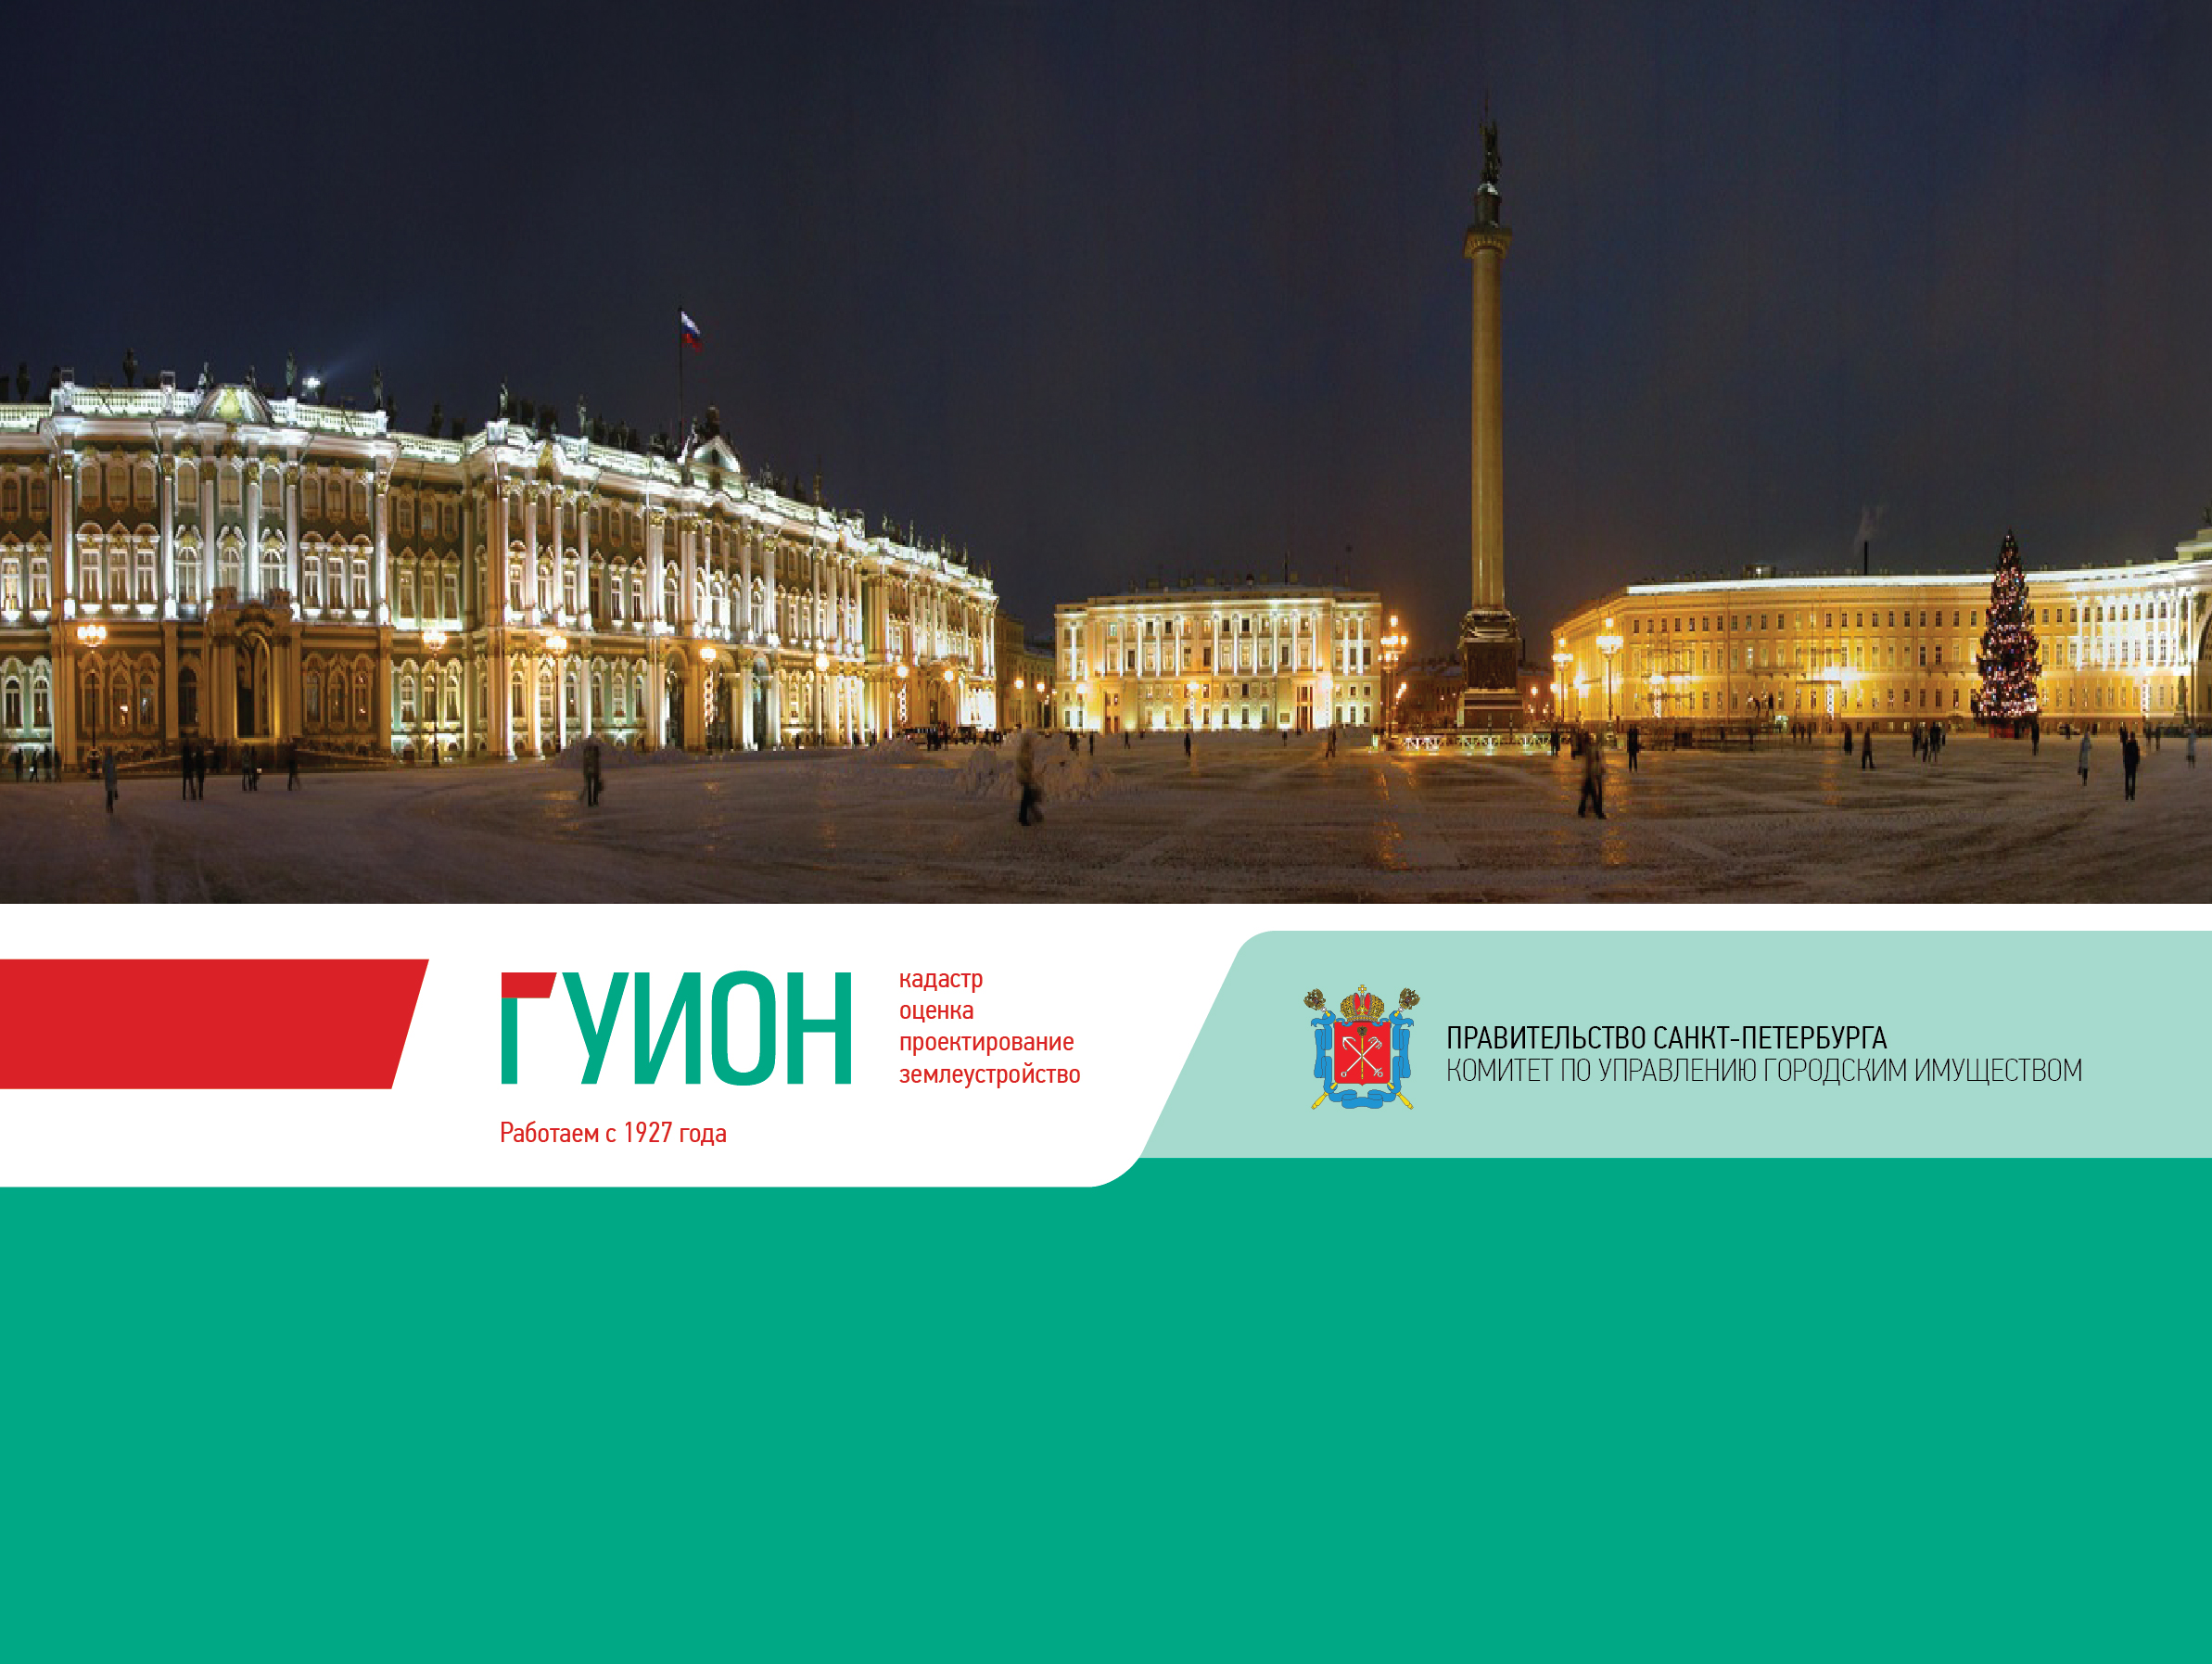 ГУИОН
кадастр
оценка
проектирование
землеустройство
Работаем с 1927 года
ПРАВИТЕЛЬСТВО САНКТ-ПЕТЕРБУРГА
КОМИТЕТ ПО УПРАВЛЕНИЮ ГОРОДСКИМ ИМУЩЕСТВОМ